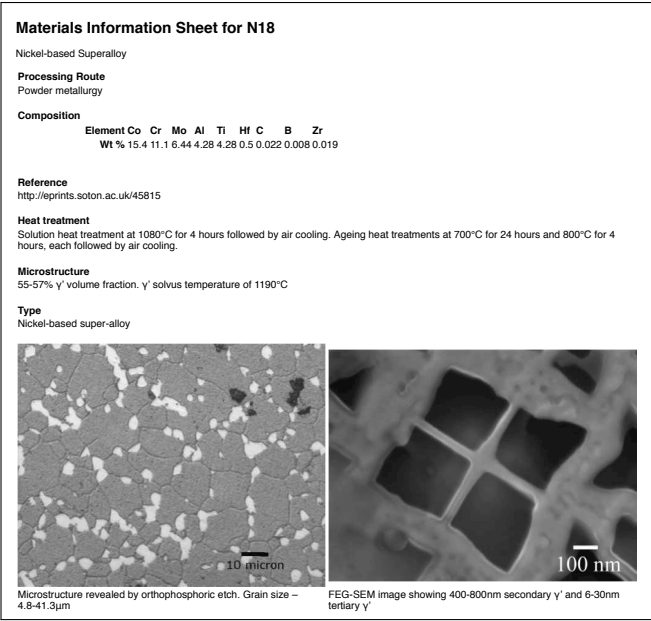 Materials Information Sheet for N18
Nickel-based Superalloy
Processing Route
Powder metallurgy
Composition
Element Co Cr Mo Al Ti Hf C B Zr
Wt % 15.4 11.1 6.44 4.28 4.28 0.5 0.022 0.008 0.019
Reference
http://eprints.soton.ac.uk/45815
Heat treatment
Solution heat treatment at 1080°C for 4 hours followed by air cooling. Ageing heat treatments at 700°C for 24 hours and 800°C for 4
hours, each followed by air cooling.
Microstructure
55-57% γ’ volume fraction. γ’ solvus temperature of 1190°C
Type
Nickel-based super-alloy
10 micron
100 nm
Microstructure revealed by orthophosphoric etch. Grain size –
4.8-41.3μm
FEG-SEM image showing 400-800nm secondary γ’ and 6-30nm
tertiary γ’